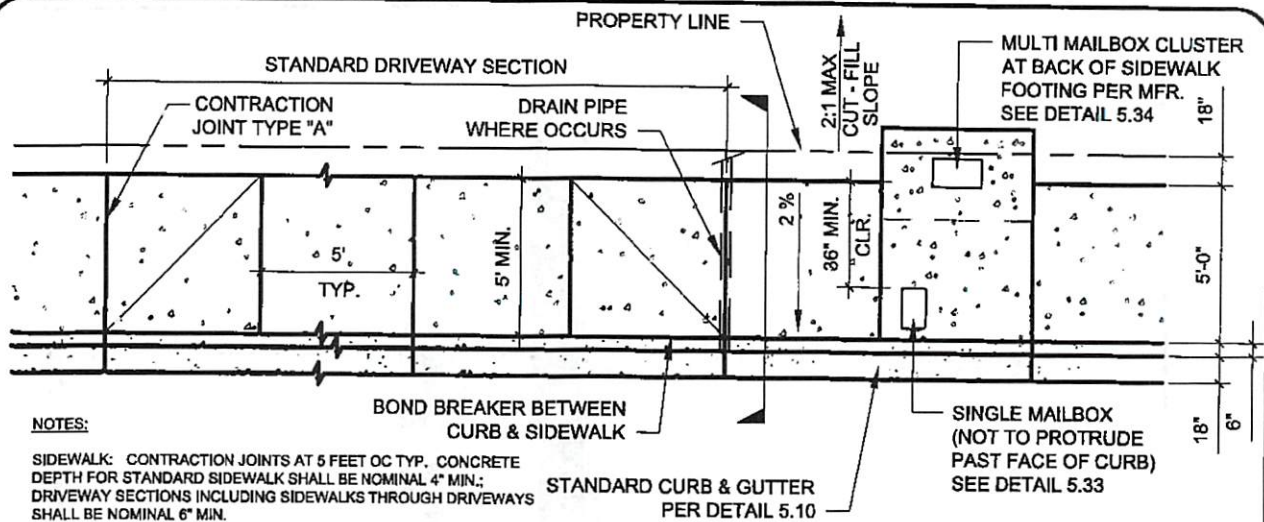 PROPERTY LINE
STANDARD DRIVEWAY SECTION
CONTRACTION
JOINT TYPE "A"
DRAIN PIPE
WHERE OCCURS
2:1 MAX
CUT - FILL
SLOPE
MULTI MAILBOX CLUSTER
AT BACK OF SIDEWALK
FOOTING PER MFR.
SEE DETAIL 5.34
18"
5'
TYP.
5' MIN.
2 %
36" MIN.
CLR.
5'-0"
BOND BREAKER BETWEEN
CURB & SIDEWALK
SINGLE MAILBOX
(NOT TO PROTRUDE
PAST FACE OF CURB)
SEE DETAIL 5.33
18"
6"
STANDARD CURB & GUTTER
PER DETAIL 5.10
NOTES:
SIDEWALK: CONTRACTION JOINTS AT 5 FEET OC TYP. CONCRETE
DEPTH FOR STANDARD SIDEWALK SHALL BE NOMINAL 4" MIN.;
DRIVEWAY SECTIONS INCLUDING SIDEWALKS THROUGH DRIVEWAYS
SHALL BE NOMINAL 6" MIN.